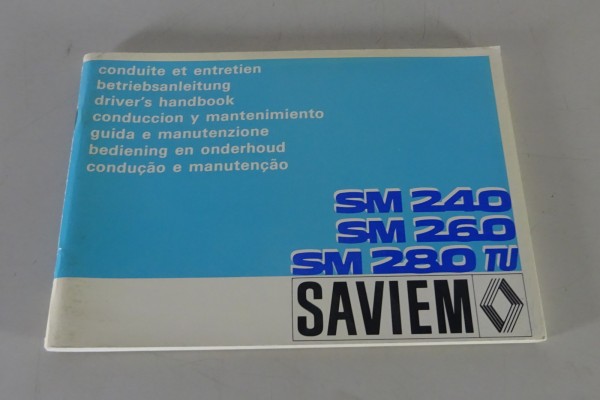 conduite et entretien
betriebsanleitung
driver's handbook
conduccion y mantenimiento
guida e manutenzione
bediening en onderhoud
condução e manutenção
SM 240
SM 260
SM 280 TU
SAVIEM